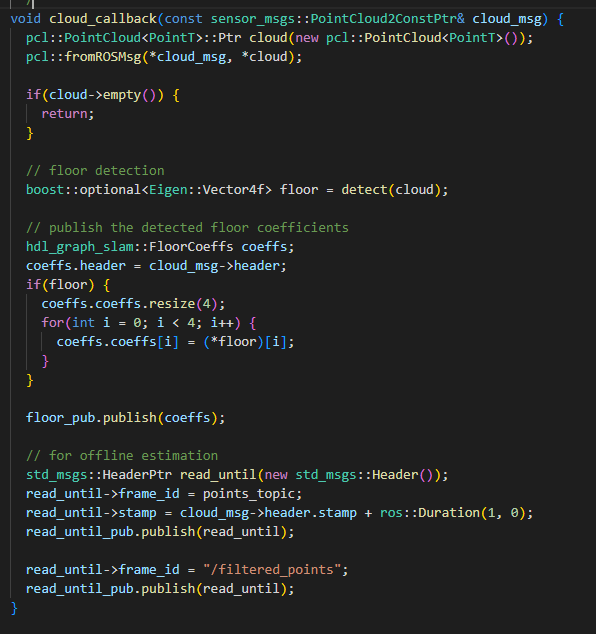 void cloud_callback(const sensor_msgs::PointCloud2ConstPtr& cloud_msg) {
pcl::PointCloud<PointT>::Ptr cloud(new pcl::PointCloud<PointT>());
pcl::fromROSMsg(*cloud_msg, *cloud);
if(cloud->empty()) {
return;
}
// floor detection
boost::optional<Eigen::Vector4f> floor = detect(cloud);
// publish the detected floor coefficients
hdl_graph_slam::FloorCoeffs coeffs;
coeffs.header = cloud_msg->header;
if(floor) {
coeffs.coeffs.resize(4);
for(int i = 0; i < 4; i++) {
coeffs.coeffs[i] = (*floor)[i];
}
}
floor_pub.publish(coeffs);
// for offline estimation
std_msgs::HeaderPtr read_until(new std_msgs::Header());
read_until->frame_id = points_topic;
read_until->stamp = cloud_msg->header.stamp + ros::Duration(1, 0);
read_until_pub.publish(read_until);
read_until->frame_id = "/filtered_points";
read_until_pub.publish(read_until);
}